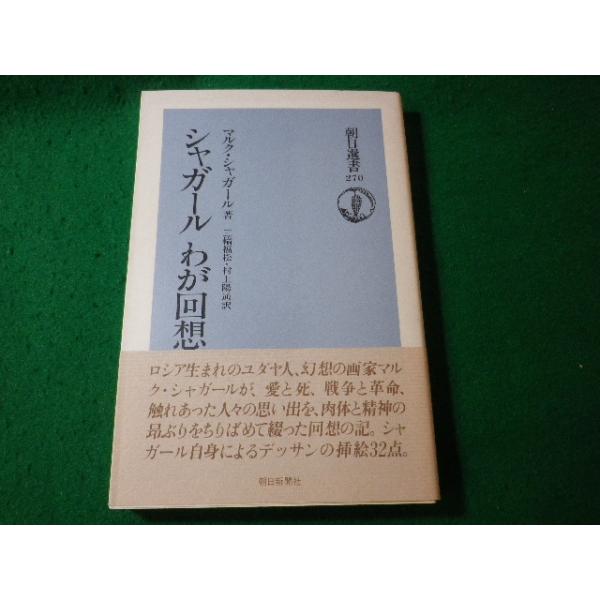 朝日選書
270
マルク・シャガール著
三輪福松・村上陽通訳
シャガール わが回想
ロシア生まれのユダヤ人、幻想の画家マル
ク・シャガールが、愛と死、戦争と革命、
触れあった人々の思い出を、肉体と精神の
昂ぶりをちりばめて綴った回想の記。シャ
ガール自身によるデッサンの挿絵32点。
朝日新聞社